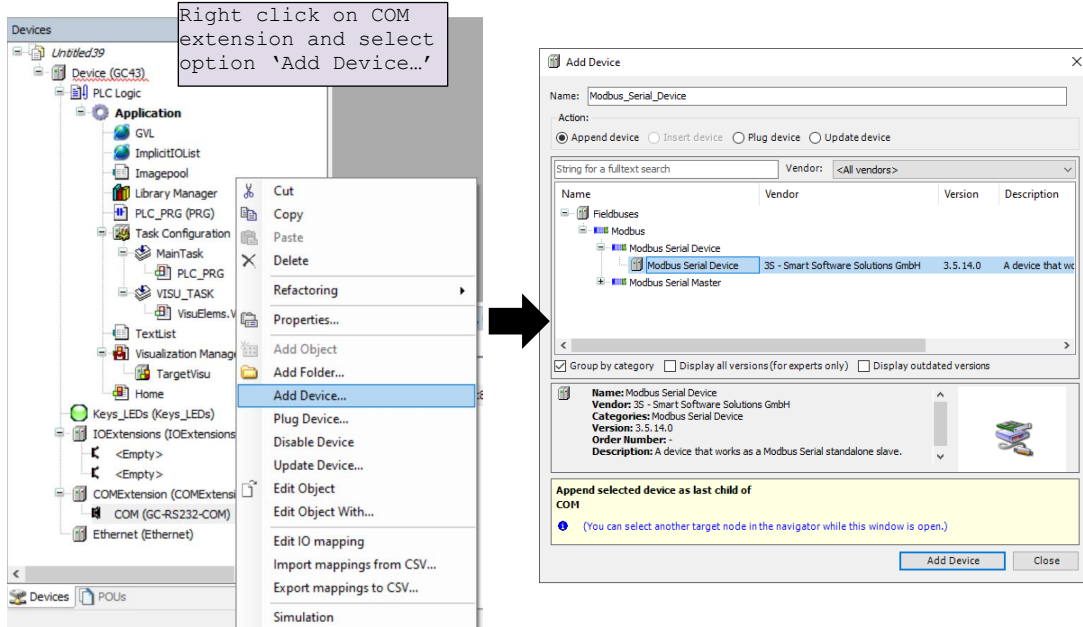 Right click on COM
extension and select
option ‘Add Device…’
Devices
Untitled39
Device (GC43)
PLC Logic
Application
GVL
ImplicitIOList
Imagepool
Library Manager
PLC_PRG (PRG)
Task Configuration
MainTask
PLC_PRG
VISU_TASK
VisuElems.V
TextList
Visualization Manage
TargetVisu
Home
Keys_LEDs (Keys_LEDs)
IOExtensions (IOExtensions
<Empty>
<Empty>
COMExtension (COMExtensi
COM (GC-RS232-COM)
Ethernet (Ethernet)
Devices
POUs
Cut
Copy
Paste
Delete
Refactoring
Properties...
Add Object
Add Folder...
Add Device...
Plug Device...
Disable Device
Update Device...
Edit Object
Edit Object With...
Edit IO mapping
Import mappings from CSV...
Export mappings to CSV...
Simulation
Add Device
Name: Modbus_Serial_Device
Action:
Append device Insert device Plug device Update device
String for a fulltext search Vendor: <All vendors>
Name Vendor Version Description
Fieldbuses
Modbus
Modbus Serial Device
Modbus Serial Device 3S - Smart Software Solutions GmbH 3.5.14.0 A device that wo
Modbus Serial Master
Group by category Display all versions (for experts only) Display outdated versions
Name: Modbus Serial Device
Vendor: 3S - Smart Software Solutions GmbH
Categories: Modbus Serial Device
Version: 3.5.14.0
Order Number: -
Description: A device that works as a Modbus Serial standalone slave.
Append selected device as last child of
COM
(You can select another target node in the navigator while this window is open.)
Add Device Close